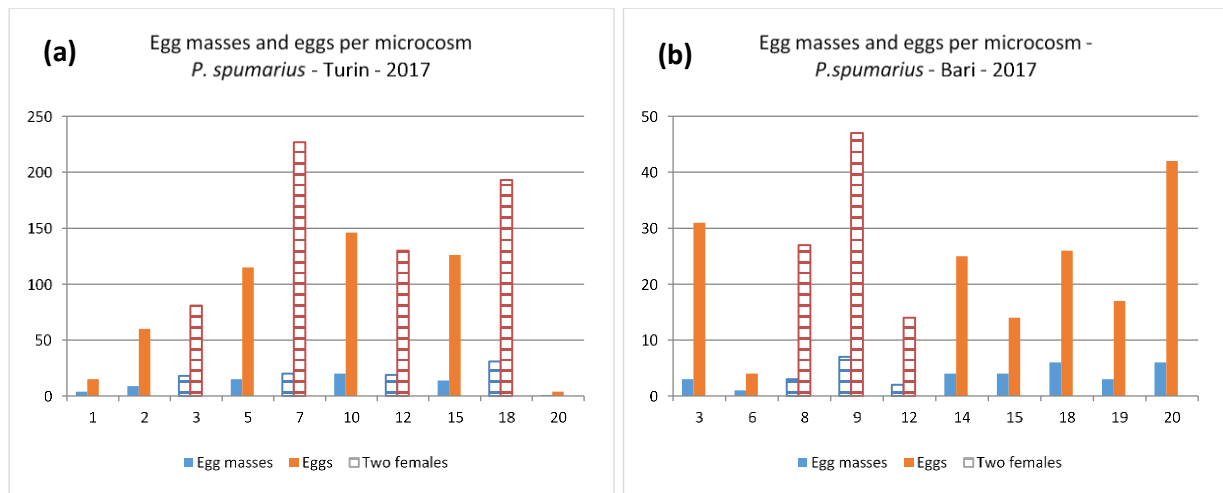 (a)
Egg masses and eggs per microcosm
P. spumarius - Turin - 2017
250
200
150
100
50
0
1 2 3 5 7 10 12 15 18 20
Egg masses Eggs Two females
(b)
Egg masses and eggs per microcosm -
P.spumarius - Bari - 2017
50
40
30
20
10
0
3 6 8 9 12 14 15 18 19 20
Egg masses Eggs Two females